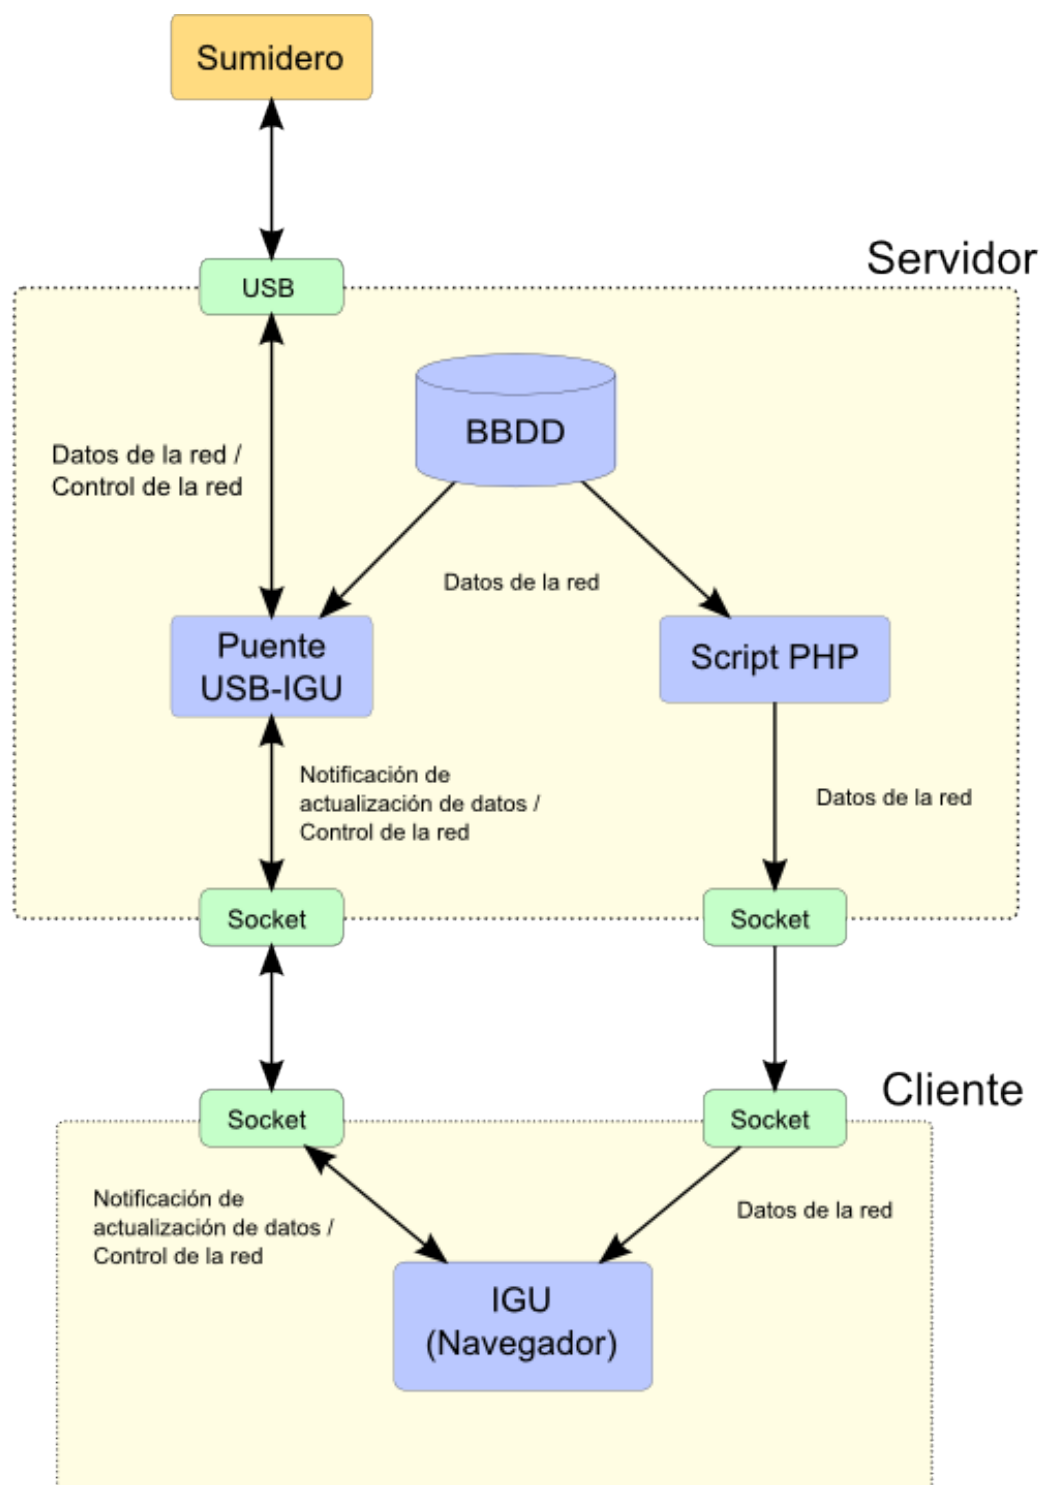 Sumidero
Servidor
USB
BBDD
Datos de la red /
Control de la red
Datos de la red
Puente
USB-IGU
Script PHP
Notificación de
actualización de datos /
Control de la red
Datos de la red
Socket
Socket
Cliente
Socket
Socket
Notificación de
actualización de datos /
Control de la red
Datos de la red
IGU
(Navegador)